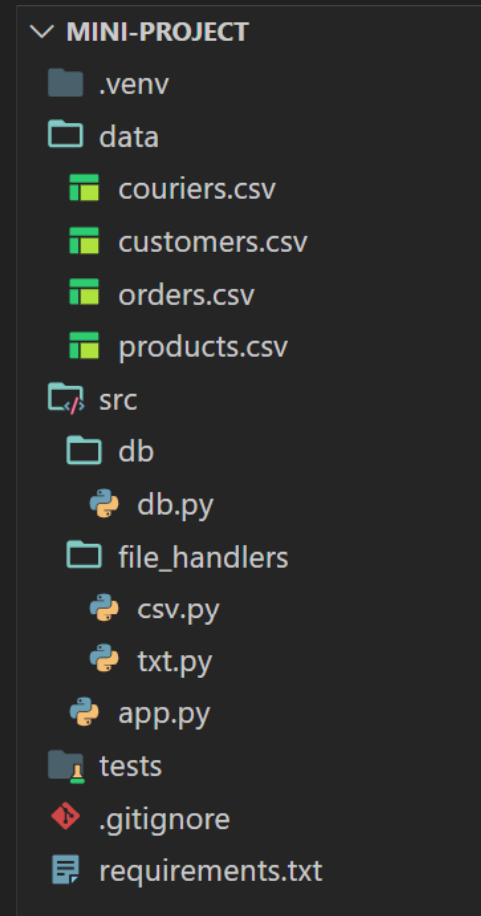 MINI-PROJECT
.venv
data
couriers.csv
customers.csv
orders.csv
products.csv
src
db
db.py
file_handlers
csv.py
txt.py
app.py
tests
.gitignore
requirements.txt